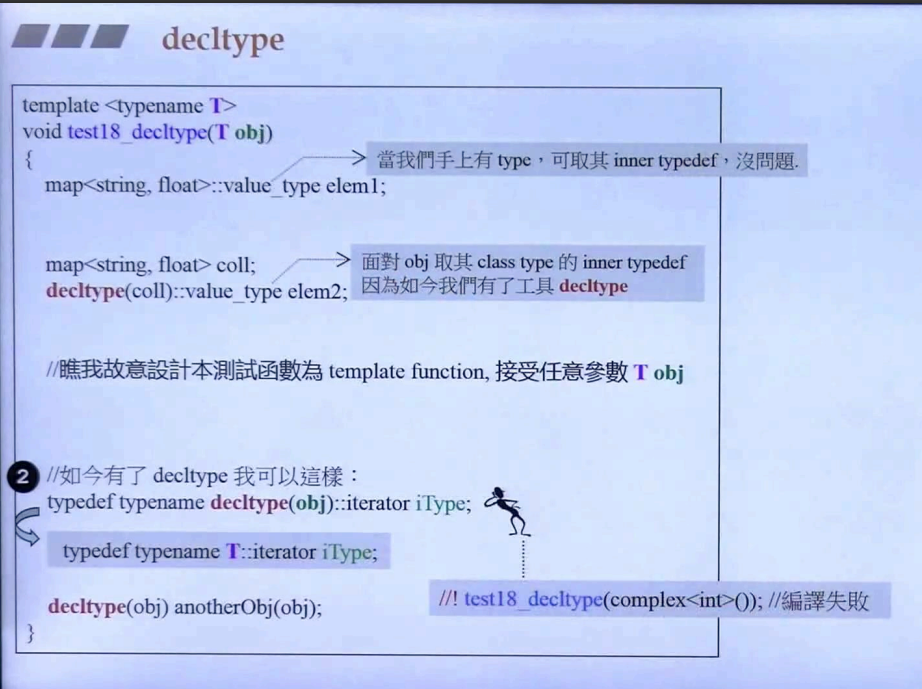 decltype
template <typename T>
void test18_decltype(T obj)
{
當我們手上有 type，可取其 inner typedef，沒問題.
map<string, float>::value_type elem1;
map<string, float> coll;
decltype(coll)::value_type elem2;
面對 obj 取其 class type 的 inner typedef
因為如今我們有了工具 decltype
//瞧我故意設計本測試函數為 template function, 接受任意參數 T obj
2 //如今有了 decltype 我可以這樣：
typedef typename decltype(obj)::iterator iType;
typedef typename T::iterator iType;
//! test18_decltype(complex<int>()); //編譯失敗
decltype(obj) anotherObj(obj);
}